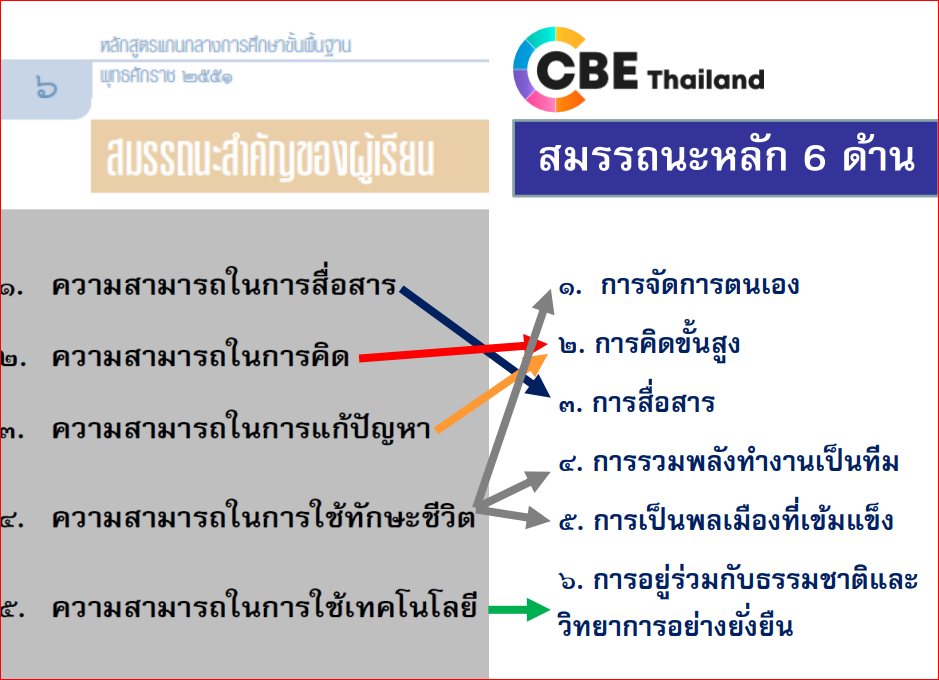 หลักสูตรแกนกลางการศึกษาขั้นพื้นฐาน
๖ พุทธศักราช ๒๕๕๑
สมรรถนะสำคัญของผู้เรียน
๑. ความสามารถในการสื่อสาร
๒. ความสามารถในการคิด
๓. ความสามารถในการแก้ปัญหา
๔. ความสามารถในการใช้ทักษะชีวิต
๕. ความสามารถในการใช้เทคโนโลยี
CBE Thailand
สมรรถนะหลัก 6 ด้าน
๑. การจัดการตนเอง
๒. การคิดขั้นสูง
๓. การสื่อสาร
๔. การรวมพลังทำงานเป็นทีม
๕. การเป็นพลเมืองที่เข้มแข็ง
๖. การอยู่ร่วมกับธรรมชาติและ
วิทยาการอย่างยั่งยืน